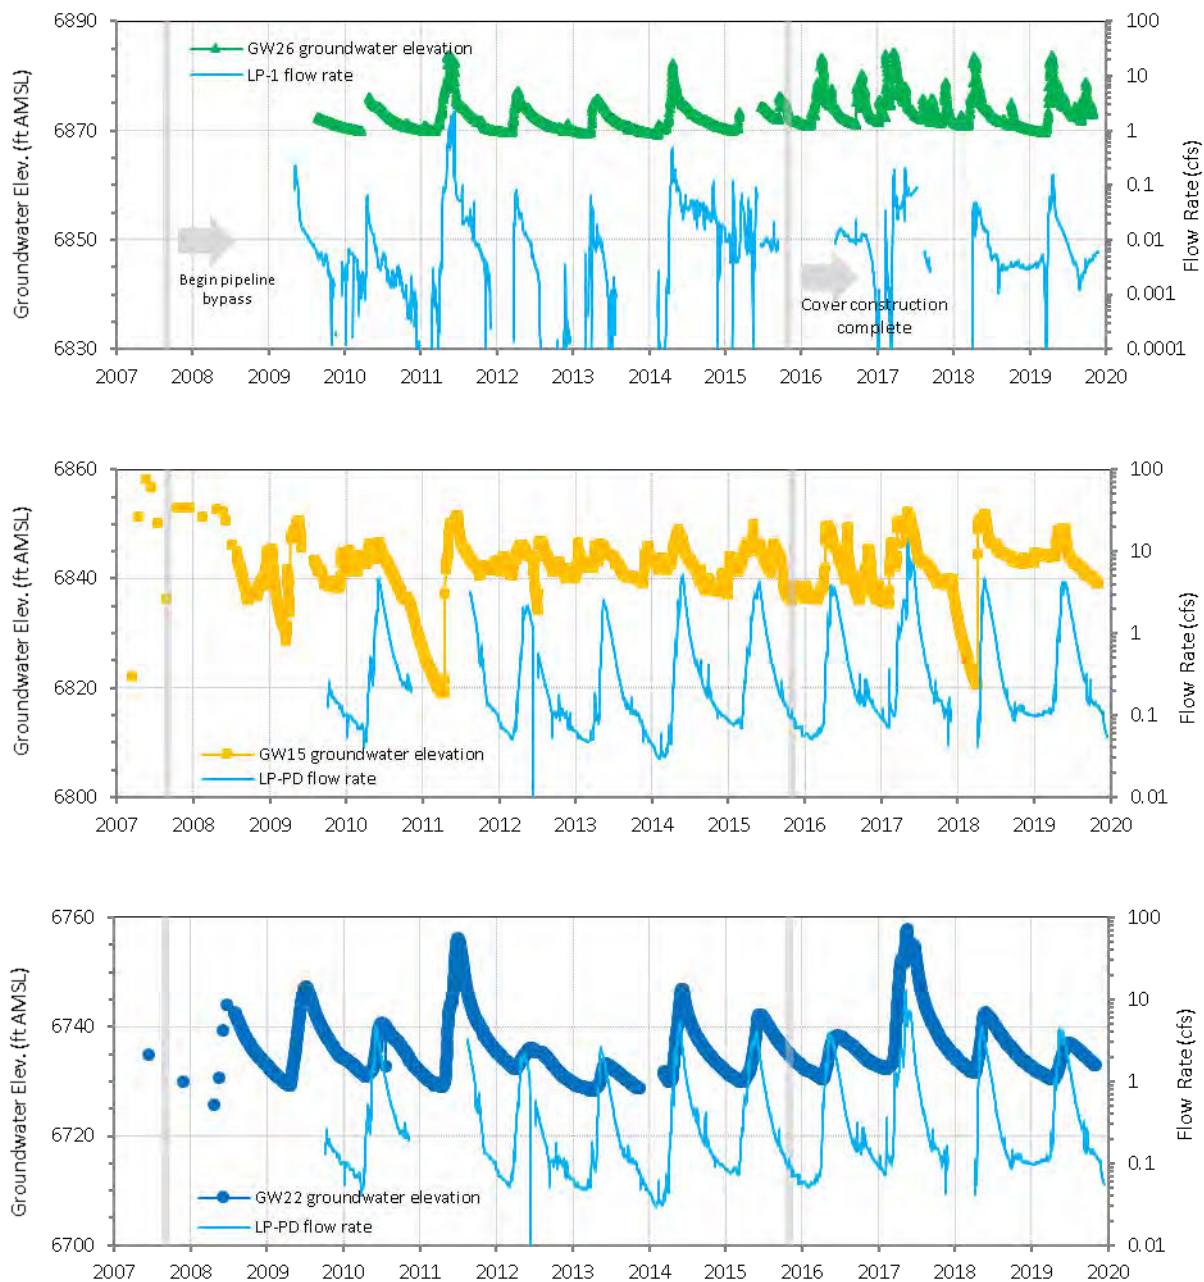 6890
6870
6850
6830
Groundwater Elev. (ft AMSL)
GW26 groundwater elevation
LP-1 flow rate
Begin pipeline
bypass
Cover construction
complete
100
10
1
0.1
0.01
0.001
0.0001
Flow Rate (cfs)
2007 2008 2009 2010 2011 2012 2013 2014 2015 2016 2017 2018 2019 2020
6860
6840
6820
6800
Groundwater Elev. (ft AMSL)
GW15 groundwater elevation
LP-PD flow rate
100
10
1
0.1
0.01
Flow Rate (cfs)
2007 2008 2009 2010 2011 2012 2013 2014 2015 2016 2017 2018 2019 2020
6760
6740
6720
6700
Groundwater Elev. (ft AMSL)
GW22 groundwater elevation
LP-PD flow rate
100
10
1
0.1
0.01
Flow Rate (cfs)
2007 2008 2009 2010 2011 2012 2013 2014 2015 2016 2017 2018 2019 2020